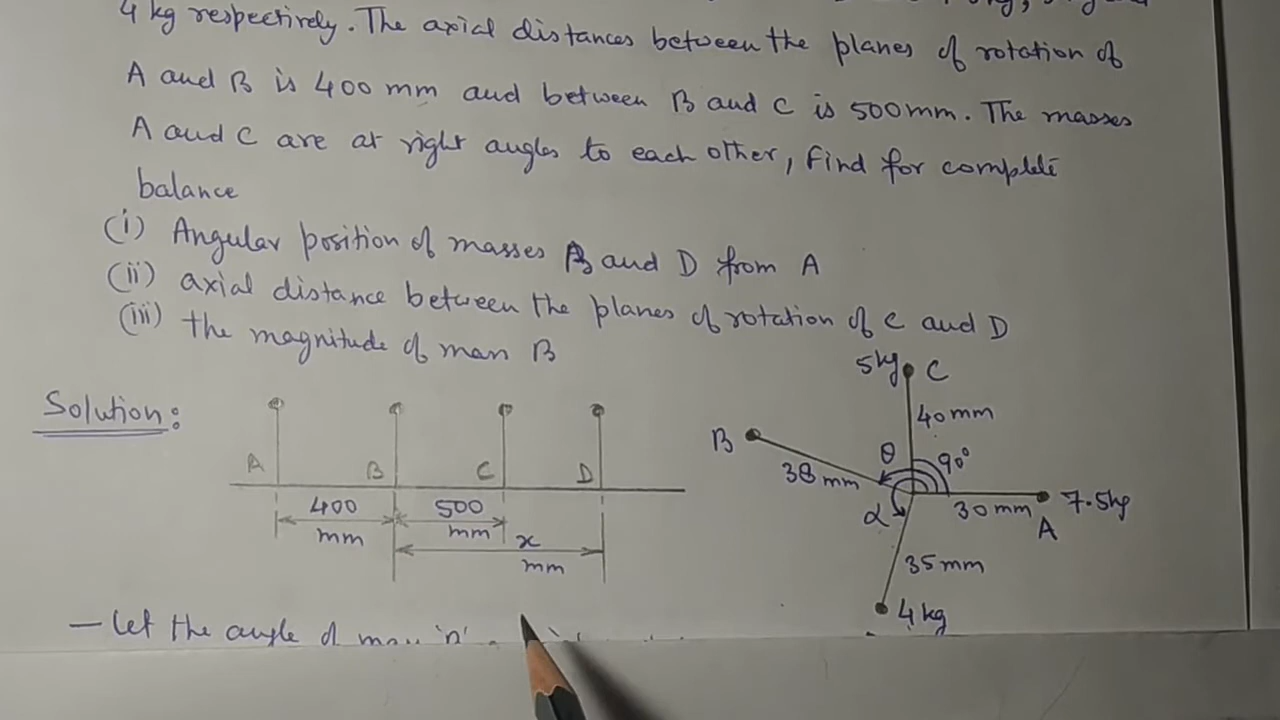 4 kg respectively. The axial distances between the planes of rotation of
A and B is 400 mm and between B and C is 500mm. The masses
A and C are at right angles to each other, Find for complete
balance
(i) Angular position of masses B and D from A
(ii) axial distance between the planes of rotation of C and D
(iii) the magnitude of mass B
Solution:
A
B
C
D
400
mm
500
mm
x
mm
5kg
C
40mm
B
θ
90°
38 mm
α
30mm
7.5kg
A
35mm
4kg
- Let the angle of mass